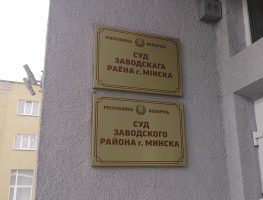 РЭСПУБЛІКА БЕЛАРУСЬ
СУД
ЗАВОДСКАГА
РАЁНА г. МІНСКА
РЕСПУБЛИКА БЕЛАРУСЬ
СУД
ЗАВОДСКОГО
РАЙОНА г. МИНСКА